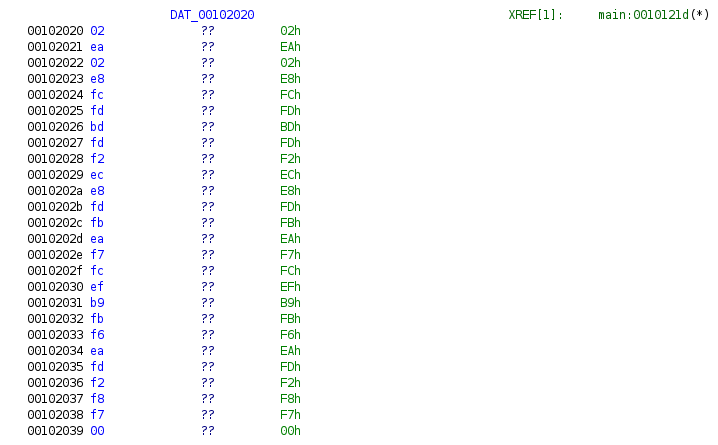 DAT_00102020 XREF[1]: main:0010121d(*)
00102020 02 ?? 02h
00102021 ea ?? EAh
00102022 02 ?? 02h
00102023 e8 ?? E8h
00102024 fc ?? FCh
00102025 fd ?? FDh
00102026 bd ?? BDh
00102027 fd ?? FDh
00102028 f2 ?? F2h
00102029 ec ?? ECh
0010202a e8 ?? E8h
0010202b fd ?? FDh
0010202c fb ?? FBh
0010202d ea ?? EAh
0010202e f7 ?? F7h
0010202f fc ?? FCh
00102030 ef ?? EFh
00102031 b9 ?? B9h
00102032 fb ?? FBh
00102033 f6 ?? F6h
00102034 ea ?? EAh
00102035 fd ?? FDh
00102036 f2 ?? F2h
00102037 f8 ?? F8h
00102038 f7 ?? F7h
00102039 00 ?? 00h